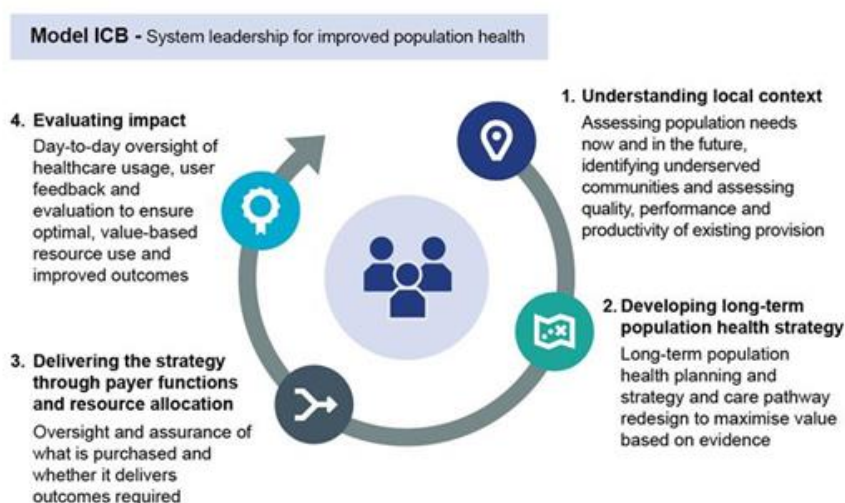 Model ICB - System leadership for improved population health
1. Understanding local context
Assessing population needs
now and in the future,
identifying underserved
communities and assessing
quality, performance and
productivity of existing provision
2. Developing long-term
population health strategy
Long-term population
health planning and
strategy and care pathway
redesign to maximise value
based on evidence
3. Delivering the strategy
through payer functions
and resource allocation
Oversight and assurance of
what is purchased and
whether it delivers
outcomes required
4. Evaluating impact
Day-to-day oversight of
healthcare usage, user
feedback and
evaluation to ensure
optimal, value-based
resource use and
improved outcomes